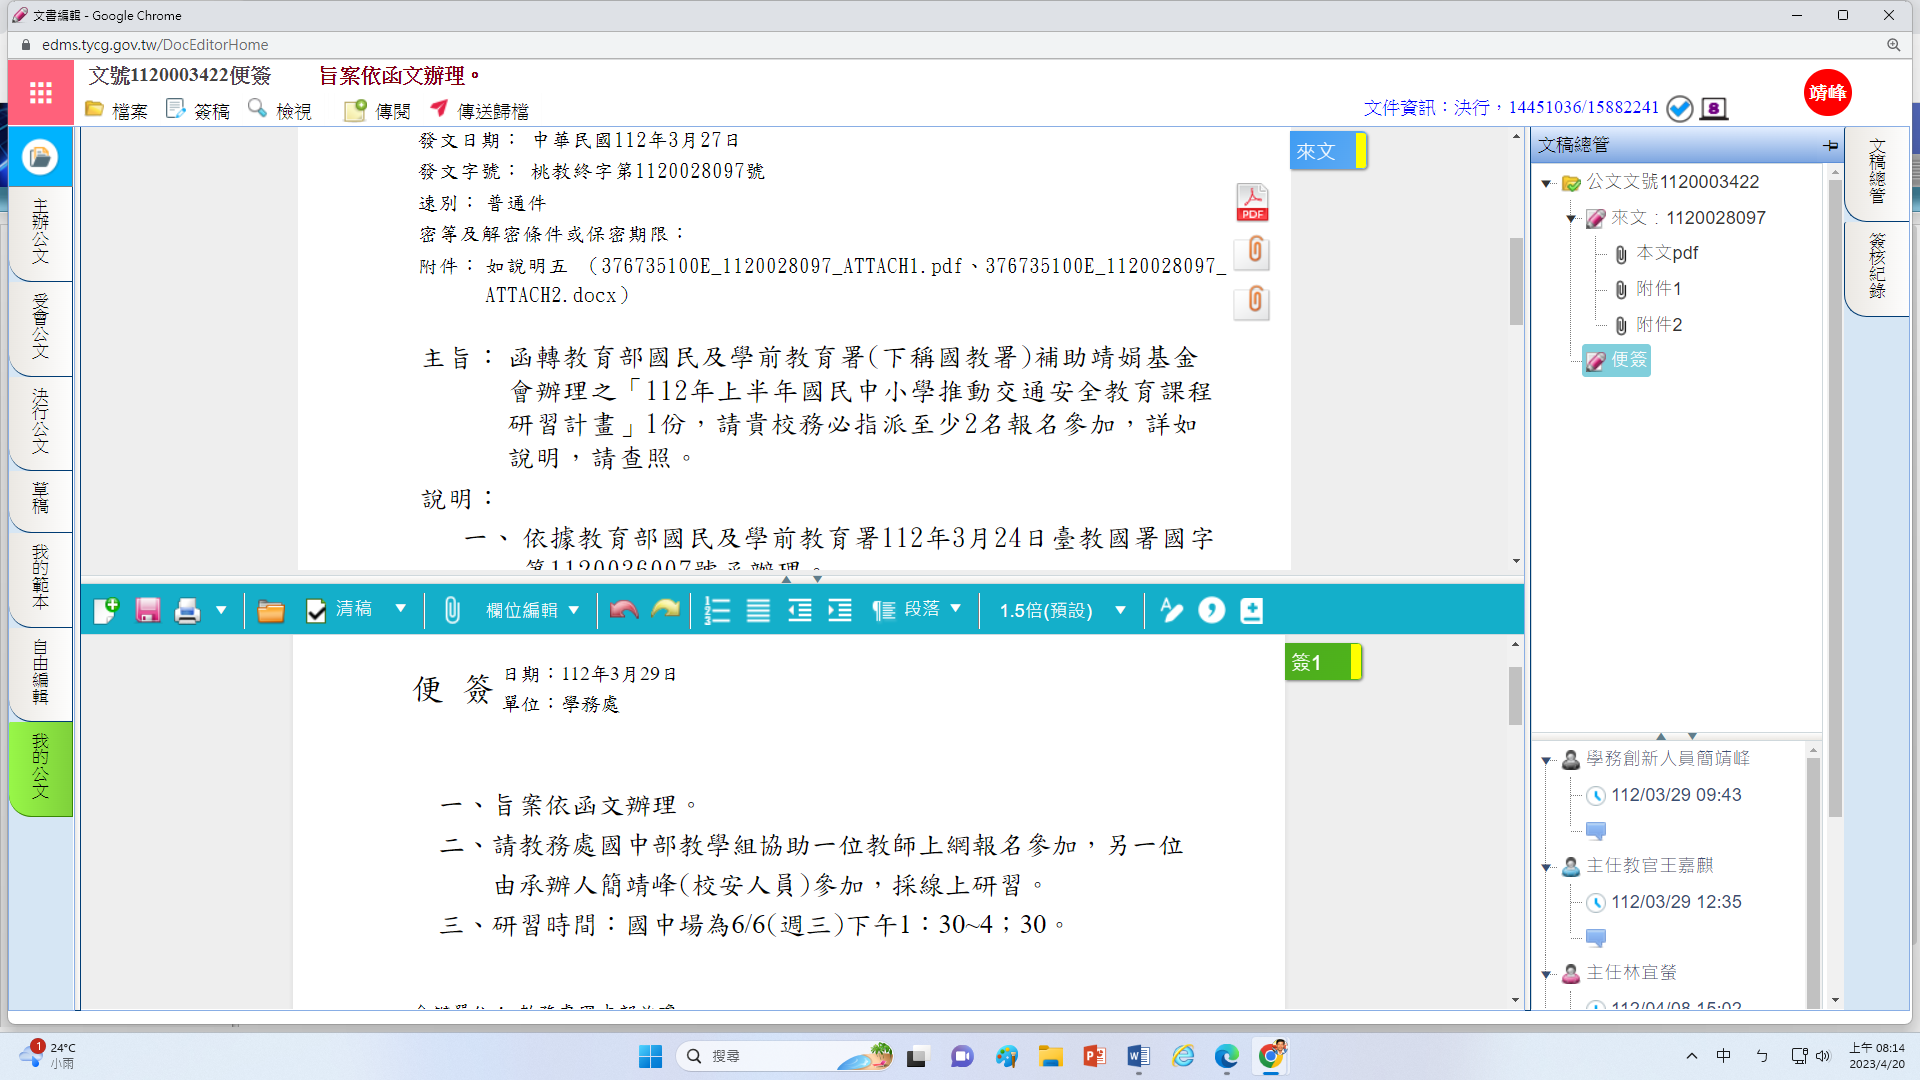 文書編輯 - Google Chrome
edms.tycg.gov.tw/DocEditorHome
文號1120003422便簽
旨案依函文辦理。
檔案
簽稿
檢視
傳閱
傳送歸檔
文件資訊：決行，14451036/15882241
8
靖峰
主辦公文
受會公文
決行公文
草稿
我的範本
自由編輯
我的公文
發文日期： 中華民國112年3月27日
發文字號： 桃教終字第1120028097號
速別： 普通件
密等及解密條件或保密期限：
附件： 如說明五 （376735100E_1120028097_ATTACH1.pdf、376735100E_1120028097_
ATTACH2.docx）
主旨： 函轉教育部國民及學前教育署(下稱國教署)補助靖娟基金
會辦理之「112年上半年國民中小學推動交通安全教育課程
研習計畫」1份，請貴校務必指派至少2名報名參加，詳如
說明，請查照。
說明：
一、 依據教育部國民及學前教育署112年3月24日臺教國署國字
第1120036007號函辦理。
來文
PDF
清稿
欄位編輯
段落
1.5倍(預設)
便 簽
日期：112年3月29日
單位：學務處
一、旨案依函文辦理。
二、請教務處國中部教學組協助一位教師上網報名參加，另一位
由承辦人簡靖峰(校安人員)參加，採線上研習。
三、研習時間：國中場為6/6(週三)下午1：30~4；30。
簽1
文稿總管
公文文號1120003422
來文：1120028097
本文pdf
附件1
附件2
便簽
文稿總管
簽核紀錄
學務創新人員簡靖峰
112/03/29 09:43
主任教官王嘉麒
112/03/29 12:35
主任林宜螢
112/04/08 15:02
1
24°C
小雨
搜尋
中
ㄅ
上午 08:14
2023/4/20